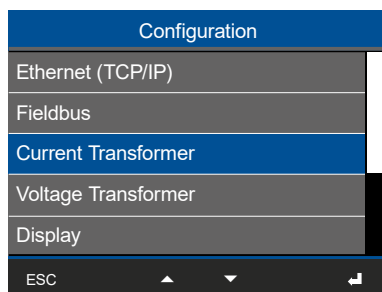 Configuration
Ethernet (TCP/IP)
Fieldbus
Current Transformer
Voltage Transformer
Display
ESC